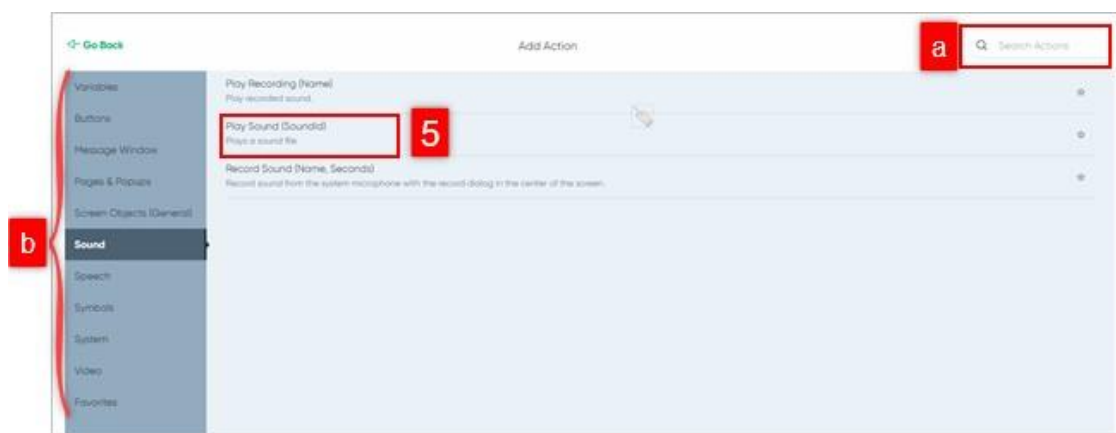 Go Back
Add Action
a
Search Actions
Variables
Buttons
Message Window
Pages & Popups
Screen Objects (General)
b
Sound
Speech
Symbols
System
Video
Favorites
Play Recording (Name)
Play recorded sound.
Play Sound (SoundId)
Plays a sound file
5
Record Sound (Name, Seconds)
Record sound from the system microphone with the record dialog in the center of the screen.